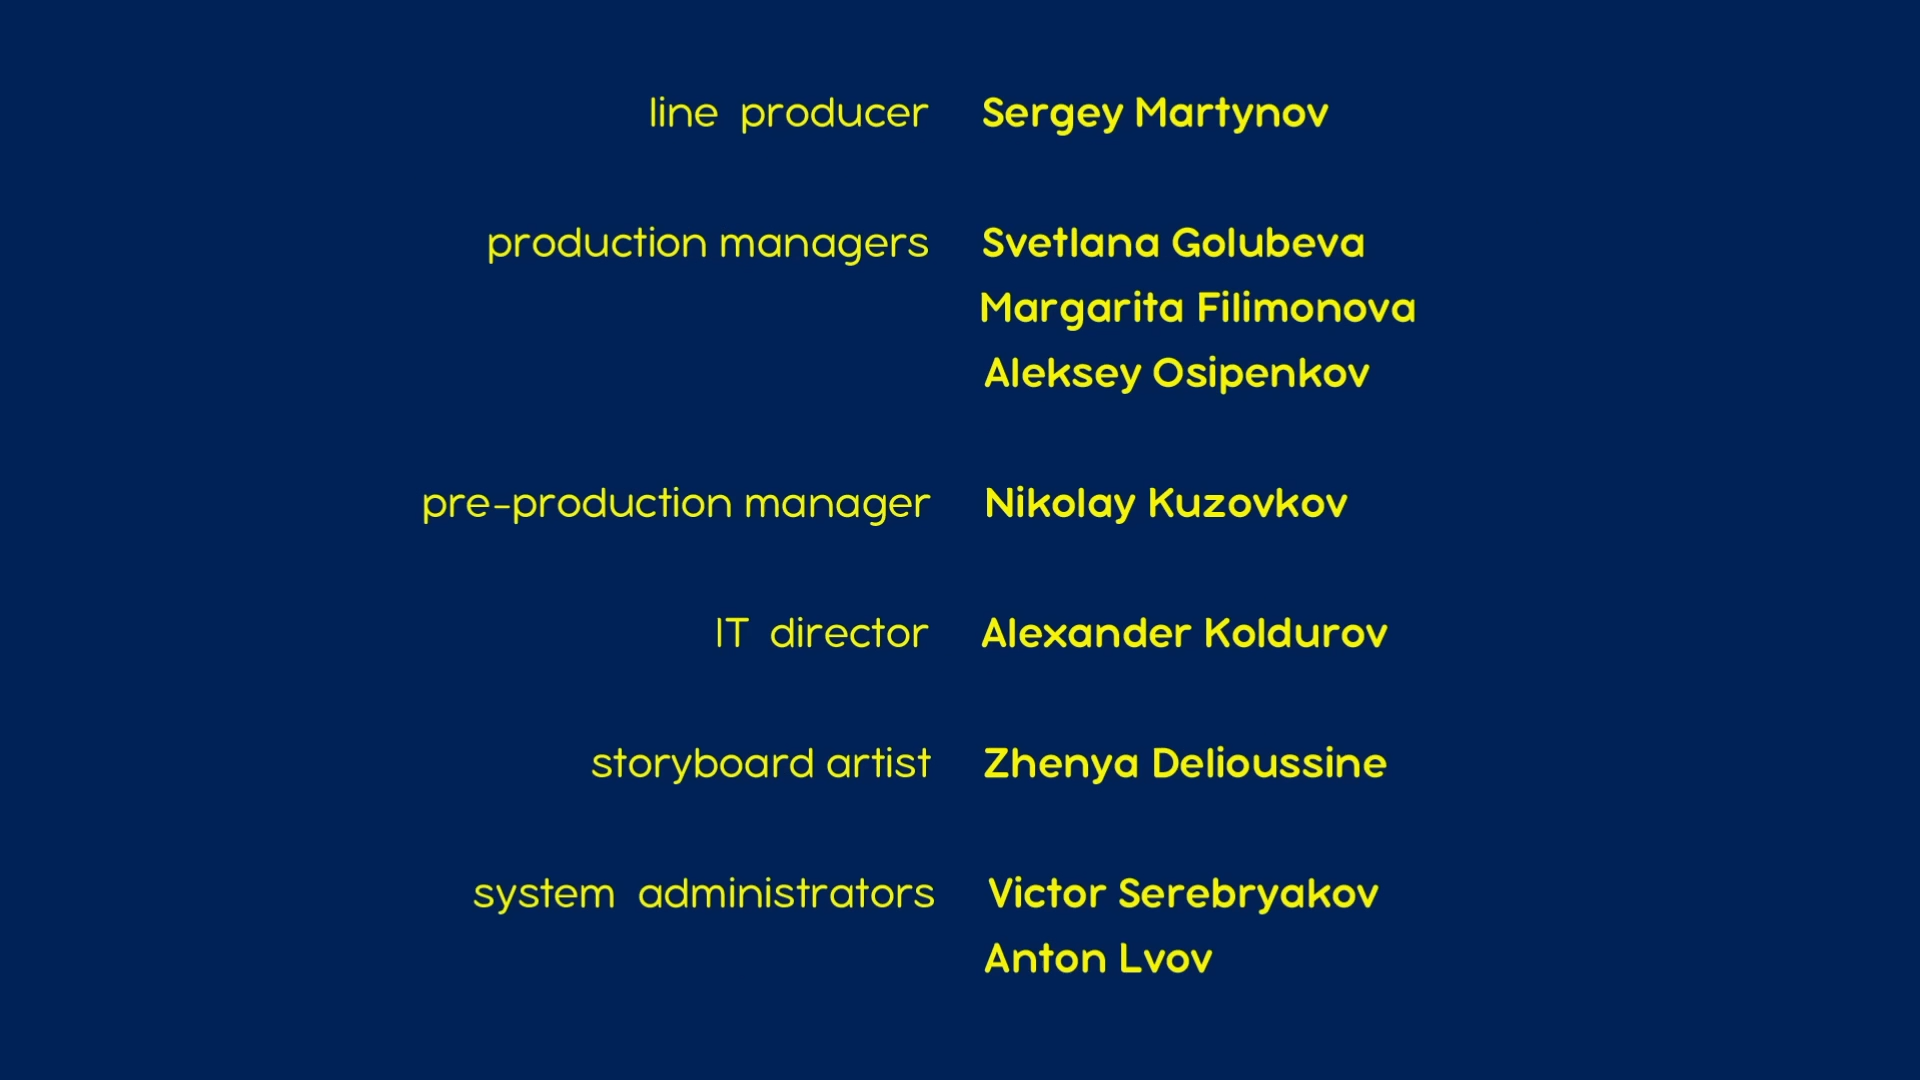 line producer Sergey Martynov
production managers Svetlana Golubeva
Margarita Filimonova
Aleksey Osipenkov
pre-production manager Nikolay Kuzovkov
IT director Alexander Koldurov
storyboard artist Zhenya Delioussine
system administrators Victor Serebryakov
Anton Lvov